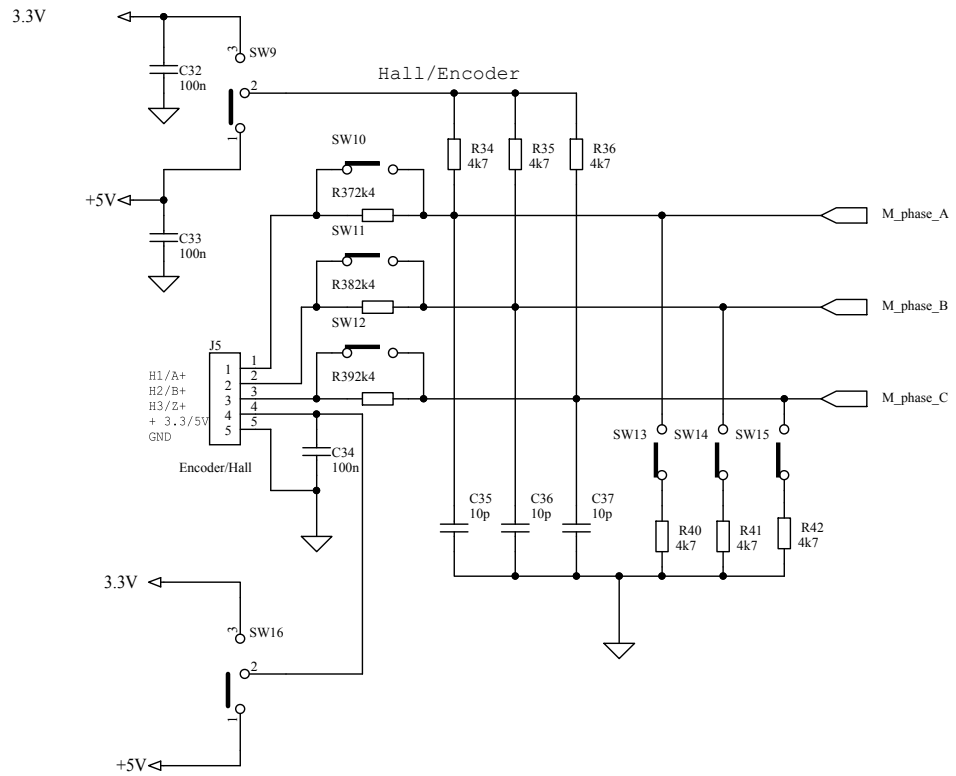 3.3V
3
SW9
C32
100n
2
Hall/Encoder
1
SW10
R34
4k7
R35
4k7
R36
4k7
+5V
R372k4
M_phase_A
C33
100n
SW11
R382k4
M_phase_B
SW12
J5
R392k4
M_phase_C
H1/A+
H2/B+
H3/Z+
+ 3.3/5V
GND
1
2
3
4
5
1
2
3
4
5
SW13
SW14
SW15
Encoder/Hall
C34
100n
C35
10p
C36
10p
C37
10p
R40
4k7
R41
4k7
R42
4k7
3.3V
3
SW16
2
1
+5V